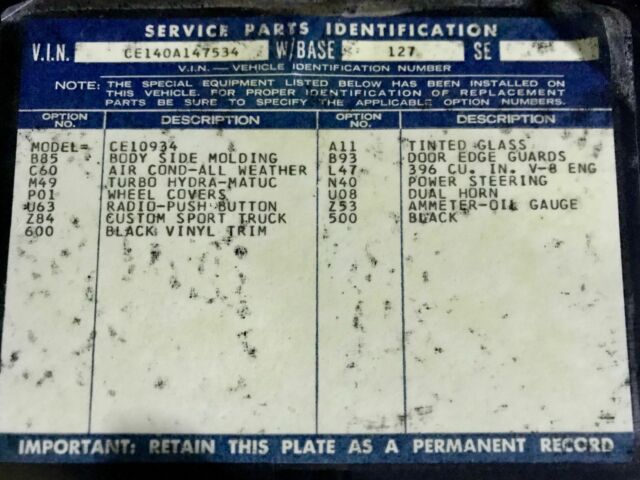 SERVICE PARTS IDENTIFICATION
V.I.N. CE140A147534 W/BASE 127 SE
V.I.N. — VEHICLE IDENTIFICATION NUMBER
NOTE: THE SPECIAL EQUIPMENT LISTED BELOW HAS BEEN INSTALLED ON
THIS VEHICLE. FOR PROPER IDENTIFICATION OF REPLACEMENT
PARTS BE SURE TO SPECIFY THE APPLICABLE OPTION NUMBERS.
OPTION NO. DESCRIPTION OPTION NO. DESCRIPTION
MODEL= CE10934 A11 TINTED GLASS
B85 BODY SIDE MOLDING B93 DOOR EDGE GUARDS
C60 AIR COND-ALL WEATHER L47 396 CU. IN. V-8 ENG
M49 TURBO HYDRA-MATUC N40 POWER STEERING
P01 WHEEL COVERS U08 DUAL HORN
U63 RADIO-PUSH BUTTON Z53 AMMETER-OIL GAUGE
Z84 CUSTOM SPORT TRUCK 500 BLACK
600 BLACK VINYL TRIM
IMPORTANT: RETAIN THIS PLATE AS A PERMANENT RECORD